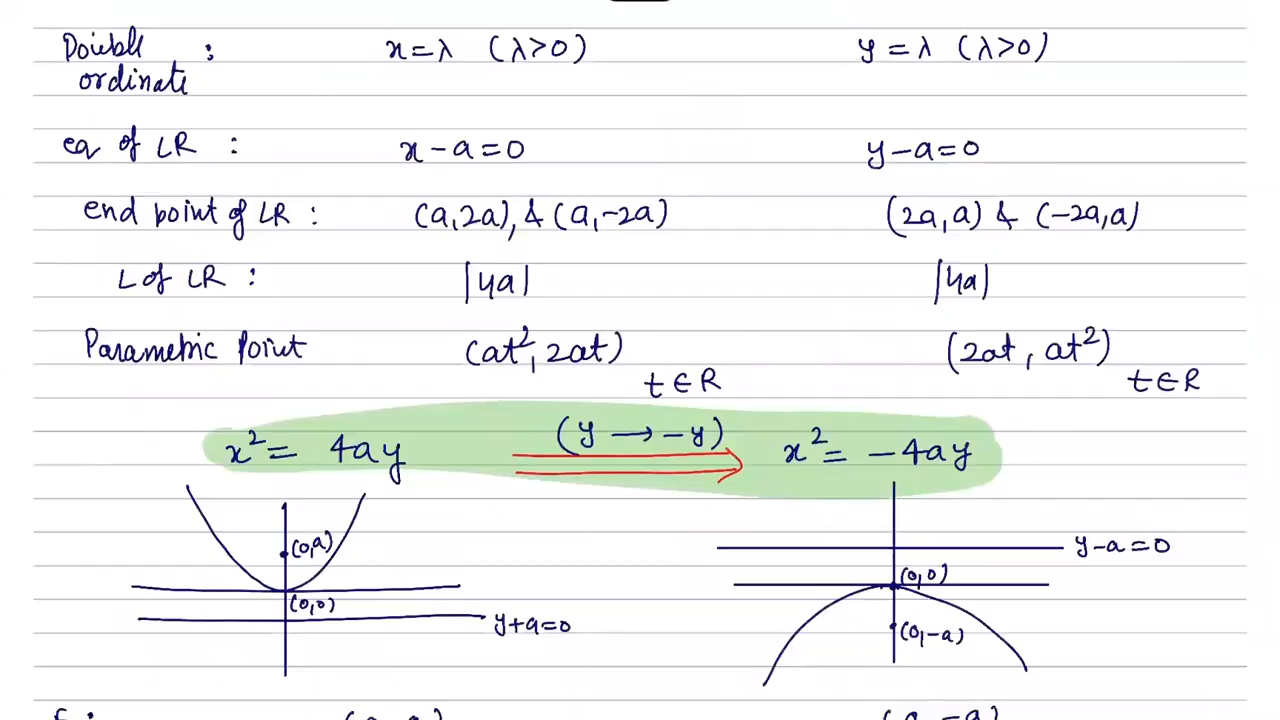 Double : x=λ (λ>0) y=λ (λ>0)
ordinate
eq of LR : x-a=0 y-a=0
end point of LR : (a,2a), & (a,-2a) (2a,a) & (-2a,a)
L of LR : |4a| |4a|
Parametric point (at², 2at) (2at, at²)
t∈R t∈R
x² = 4ay (y → -y) x² = -4ay
(0,a) y-a=0
(0,0) (0,0)
y+a=0 (0,-a)